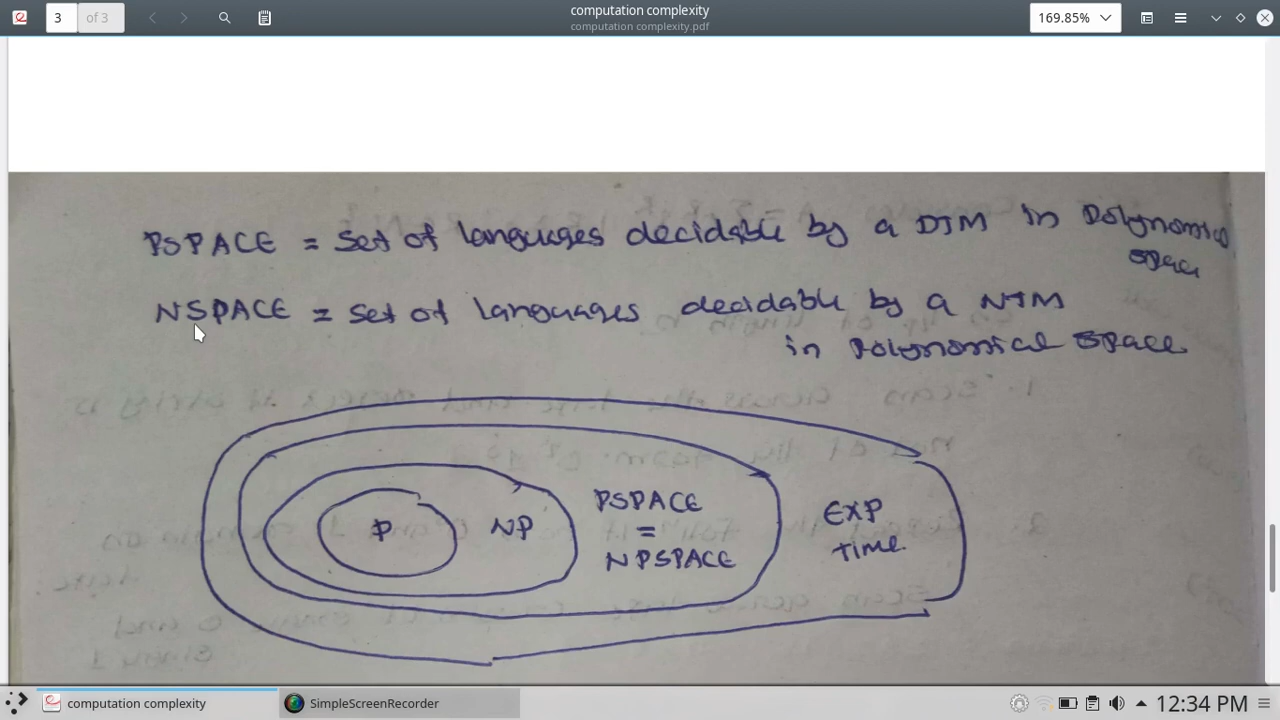 3 of 3
computation complexity
computation complexity.pdf
169.85%
PSPACE = set of languages decidable by a DTM in Polynomial
space
NSPACE = set of languages decidable by a NTM
in Polynomial space
P
NP
PSPACE
=
NPSPACE
EXP
time
computation complexity
SimpleScreenRecorder
12:34 PM